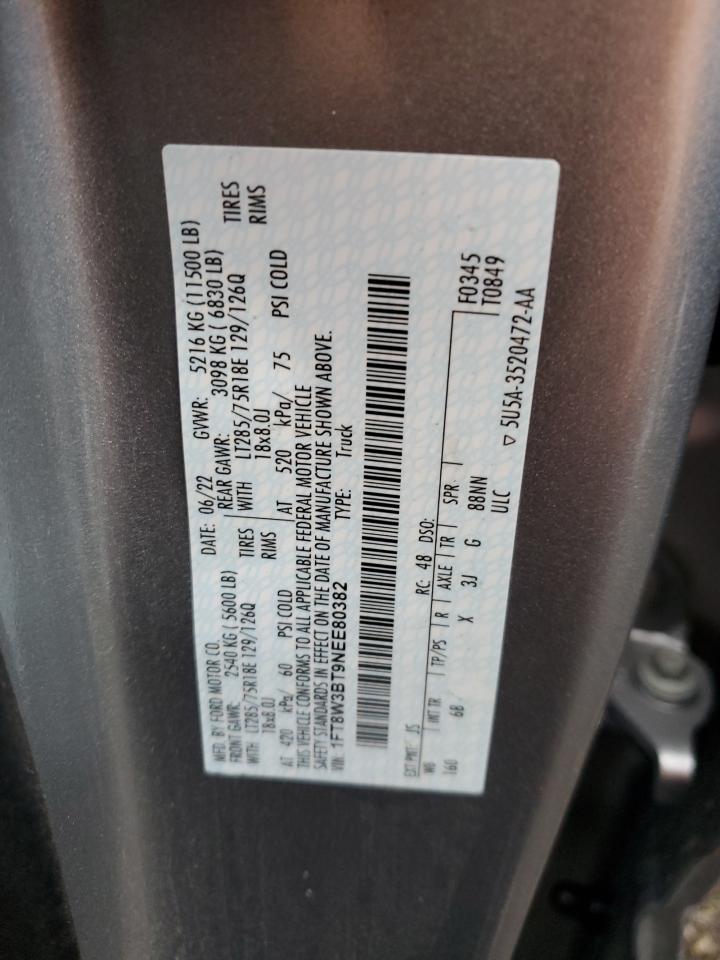 MFD. BY FORD MOTOR CO. DATE: 06/22 GVWR: 5216 KG (11500 LB)
FRONT GAWR: 2540 KG ( 5600 LB) REAR GAWR: 3098 KG ( 6830 LB)
WITH LT285/75R18E 129/126Q TIRES WITH LT285/75R18E 129/126Q TIRES
18x8.0J RIMS 18x8.0J RIMS
AT 420 kPa/ 60 PSI COLD AT 520 kPa/ 75 PSI COLD
THIS VEHICLE CONFORMS TO ALL APPLICABLE FEDERAL MOTOR VEHICLE
SAFETY STANDARDS IN EFFECT ON THE DATE OF MANUFACTURE SHOWN ABOVE.
VIN: 1FT8W3BT9NEE80382 TYPE: Truck
EXT PNT: JS RC: 48 DSO: F0345
WB INT TR TP/PS R AXLE TR SPR T0849
160 6B X 3J G 88NN
ULC ▽ 5U5A-3520472-AA